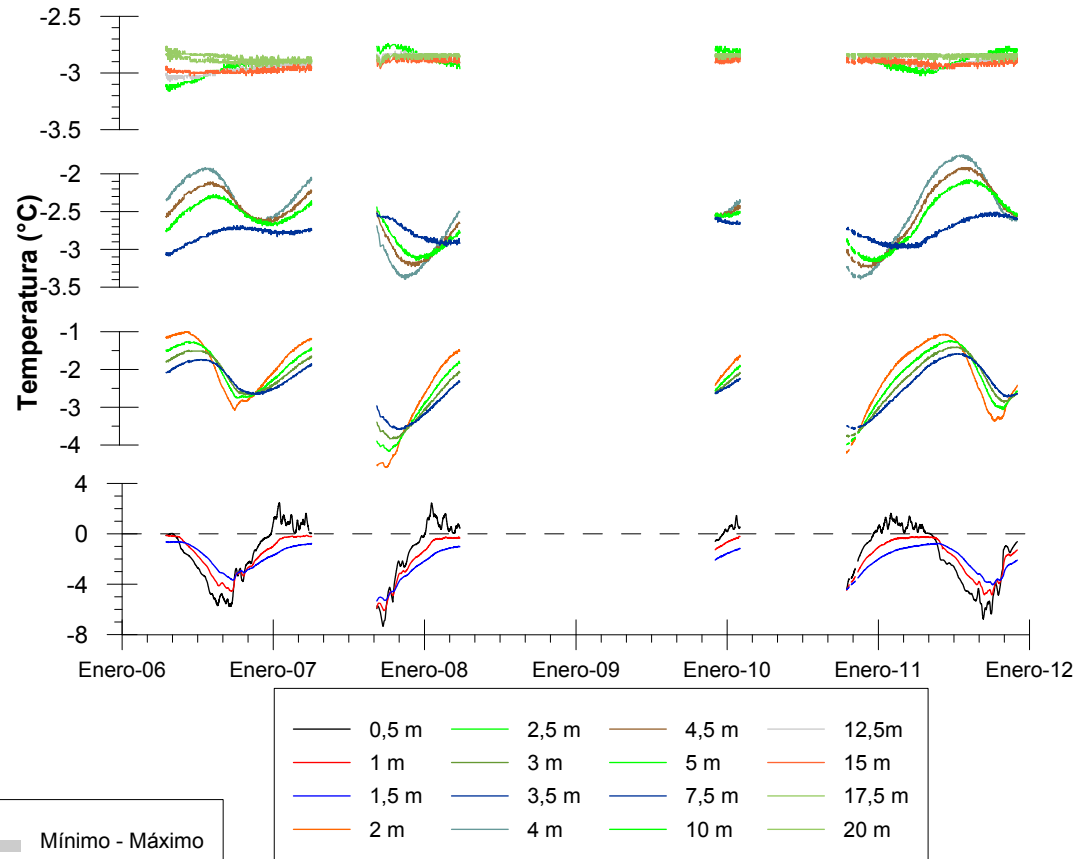 -2.5
-3
-3.5
-2
-2.5
-3
-3.5
-1
-2
-3
-4
4
0
-4
-8
Temperatura (°C)
Enero-06 Enero-07 Enero-08 Enero-09 Enero-10 Enero-11 Enero-12
0,5 m 2,5 m 4,5 m 12,5m
1 m 3 m 5 m 15 m
1,5 m 3,5 m 7,5 m 17,5 m
2 m 4 m 10 m 20 m
Mínimo - Máximo